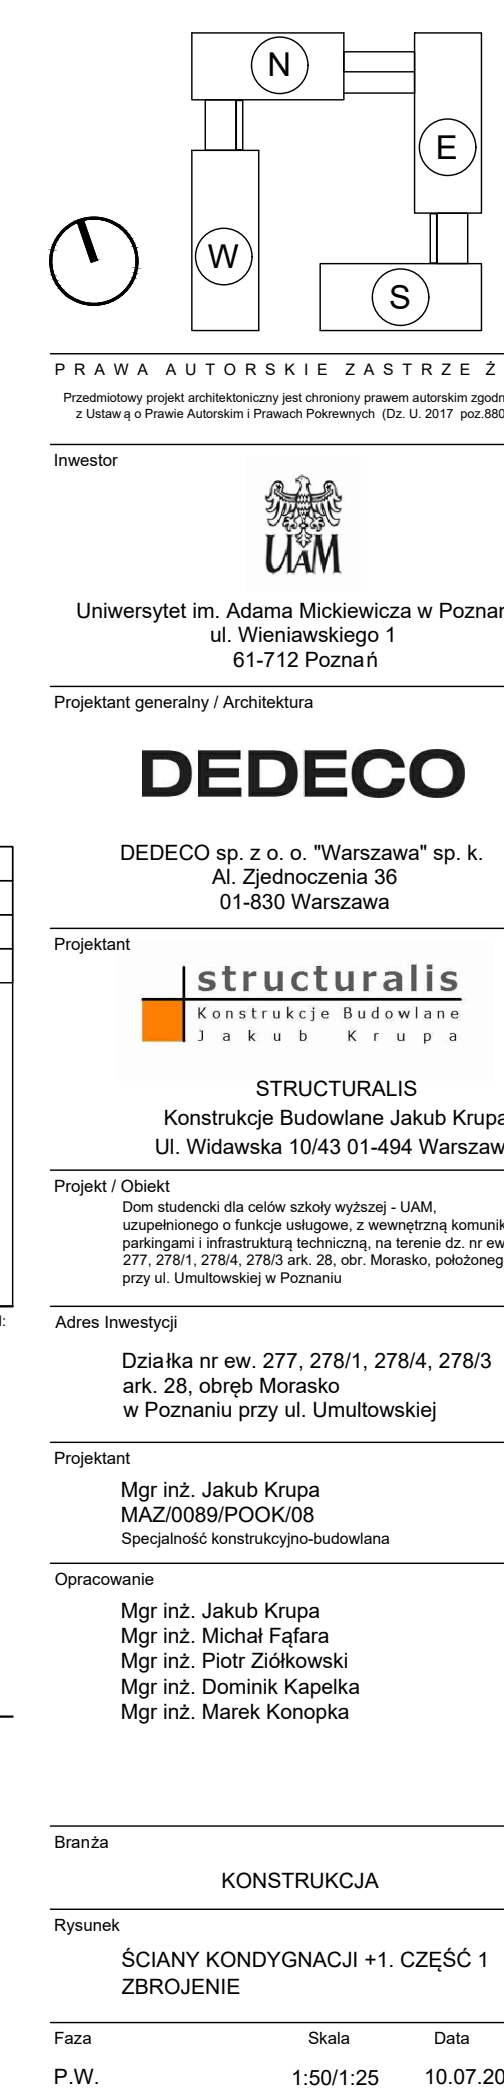 N
E
W
S
PRAWA AUTORSKIE ZASTRZEŻ
Przedmiotowy projekt architektoniczny jest chroniony prawem autorskim zgodn
z Ustawą o Prawie Autorskim i Prawach Pokrewnych (Dz. U. 2017 poz.880
Inwestor
UAM
Uniwersytet im. Adama Mickiewicza w Poznan
ul. Wieniawskiego 1
61-712 Poznań
Projektant generalny / Architektura
DEDECO
DEDECO sp. z o. o. "Warszawa" sp. k.
Al. Zjednoczenia 36
01-830 Warszawa
Projektant
structuralis
Konstrukcje Budowlane
Jakub Krupa
STRUCTURALIS
Konstrukcje Budowlane Jakub Krupa
Ul. Widawska 10/43 01-494 Warszaw
Projekt / Obiekt
Dom studencki dla celów szkoły wyższej - UAM,
uzupełnionego o funkcje usługowe, z wewnętrzną komunik
parkingami i infrastrukturą techniczną, na terenie dz. nr ew
277, 278/1, 278/4, 278/3 ark. 28, obr. Morasko, położoneg
przy ul. Umultowskiej w Poznaniu
Adres Inwestycji
Działka nr ew. 277, 278/1, 278/4, 278/3
ark. 28, obręb Morasko
w Poznaniu przy ul. Umultowskiej
Projektant
Mgr inż. Jakub Krupa
MAZ/0089/POOK/08
Specjalność konstrukcyjno-budowlana
Opracowanie
Mgr inż. Jakub Krupa
Mgr inż. Michał Fąfara
Mgr inż. Piotr Ziółkowski
Mgr inż. Dominik Kapelka
Mgr inż. Marek Konopka
Branża
KONSTRUKCJA
Rysunek
ŚCIANY KONDYGNACJI +1. CZĘŚĆ 1
ZBROJENIE
Faza Skala Data
P.W. 1:50/1:25 10.07.20